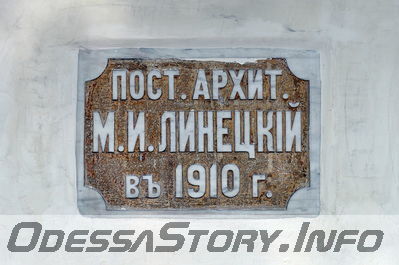 ПОСТ. АРХИТ.
М.И. ЛИНЕЦКІЙ
ВЪ 1910 Г.
OdessaStory.Info